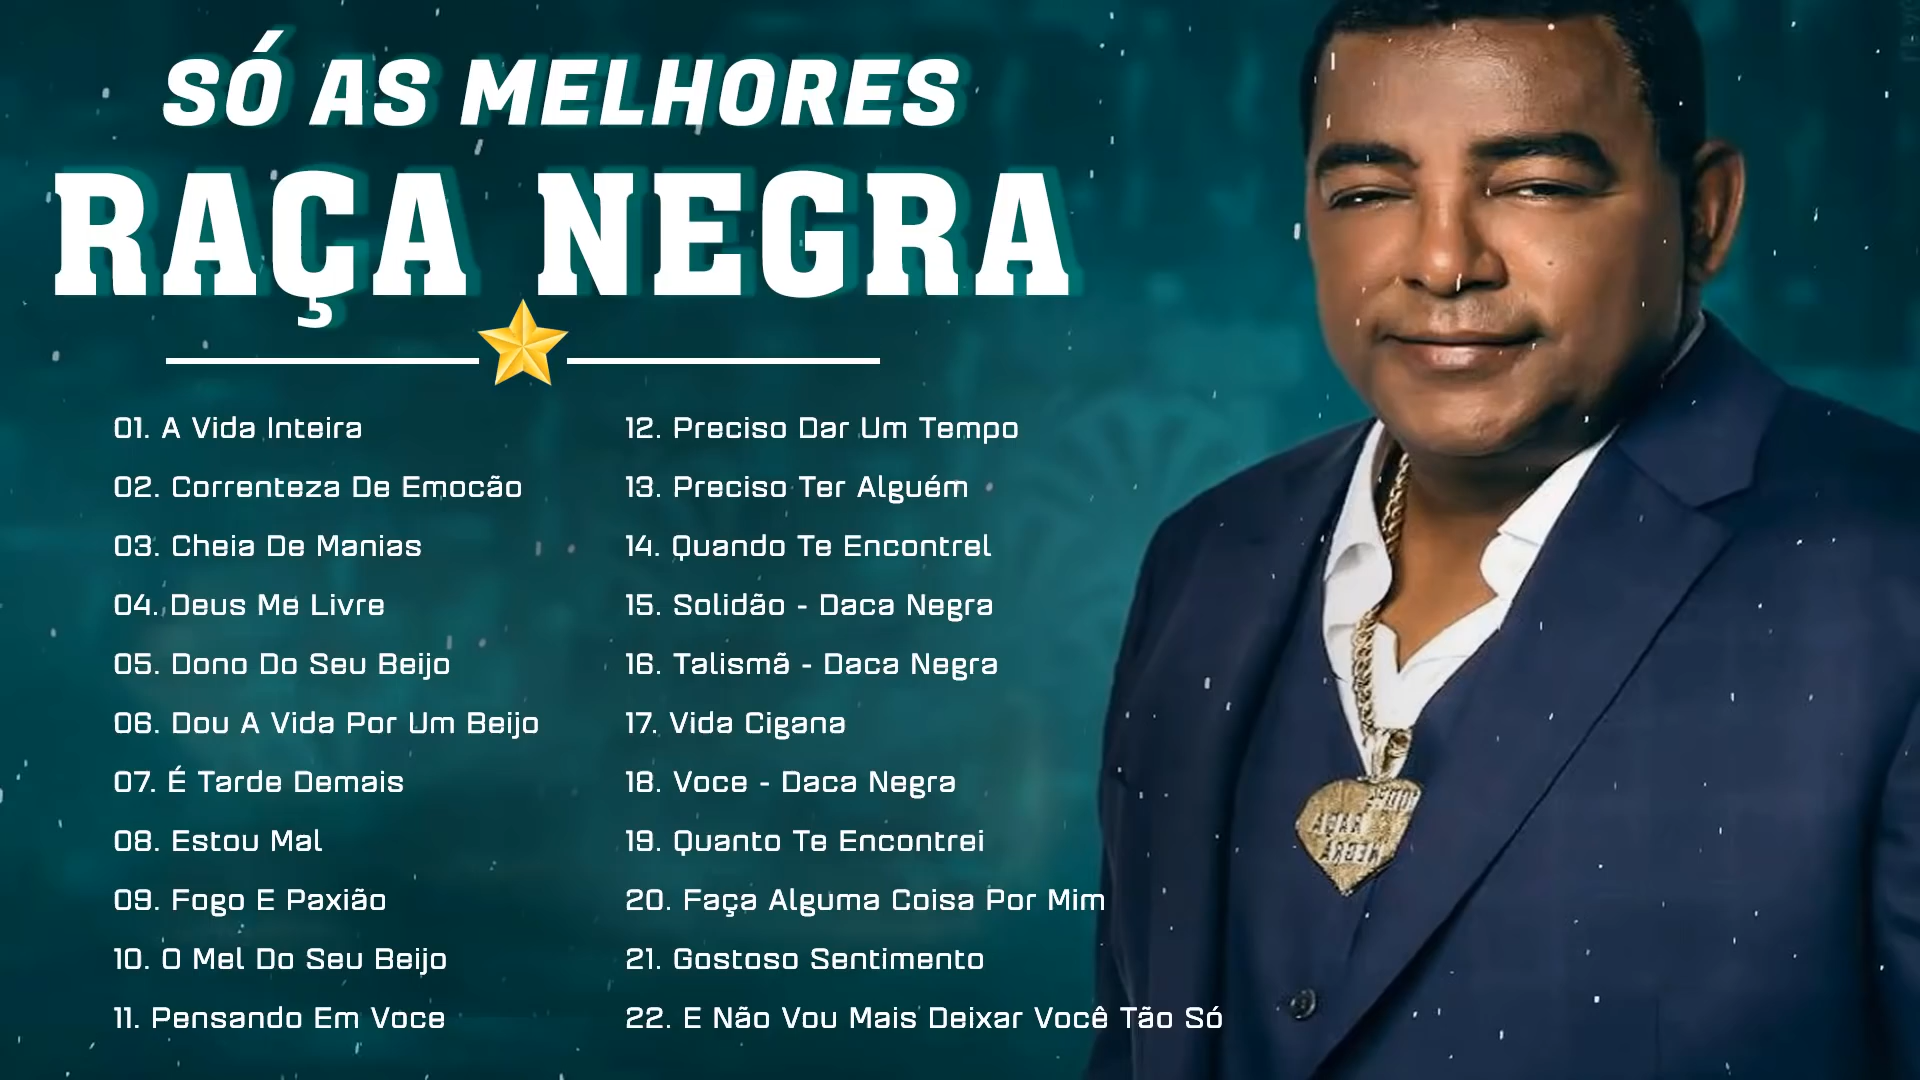 SÓ AS MELHORES
RAÇA NEGRA
01. A Vida Inteira
02. Correnteza De Emocão
03. Cheia De Manias
04. Deus Me Livre
05. Dono Do Seu Beijo
06. Dou A Vida Por Um Beijo
07. É Tarde Demais
08. Estou Mal
09. Fogo E Paxião
10. O Mel Do Seu Beijo
11. Pensando Em Voce
12. Preciso Dar Um Tempo
13. Preciso Ter Alguém
14. Quando Te Encontrel
15. Solidão - Daca Negra
16. Talismã - Daca Negra
17. Vida Cigana
18. Voce - Daca Negra
19. Quanto Te Encontrei
20. Faça Alguma Coisa Por Mim
21. Gostoso Sentimento
22. E Não Vou Mais Deixar Você Tão Só